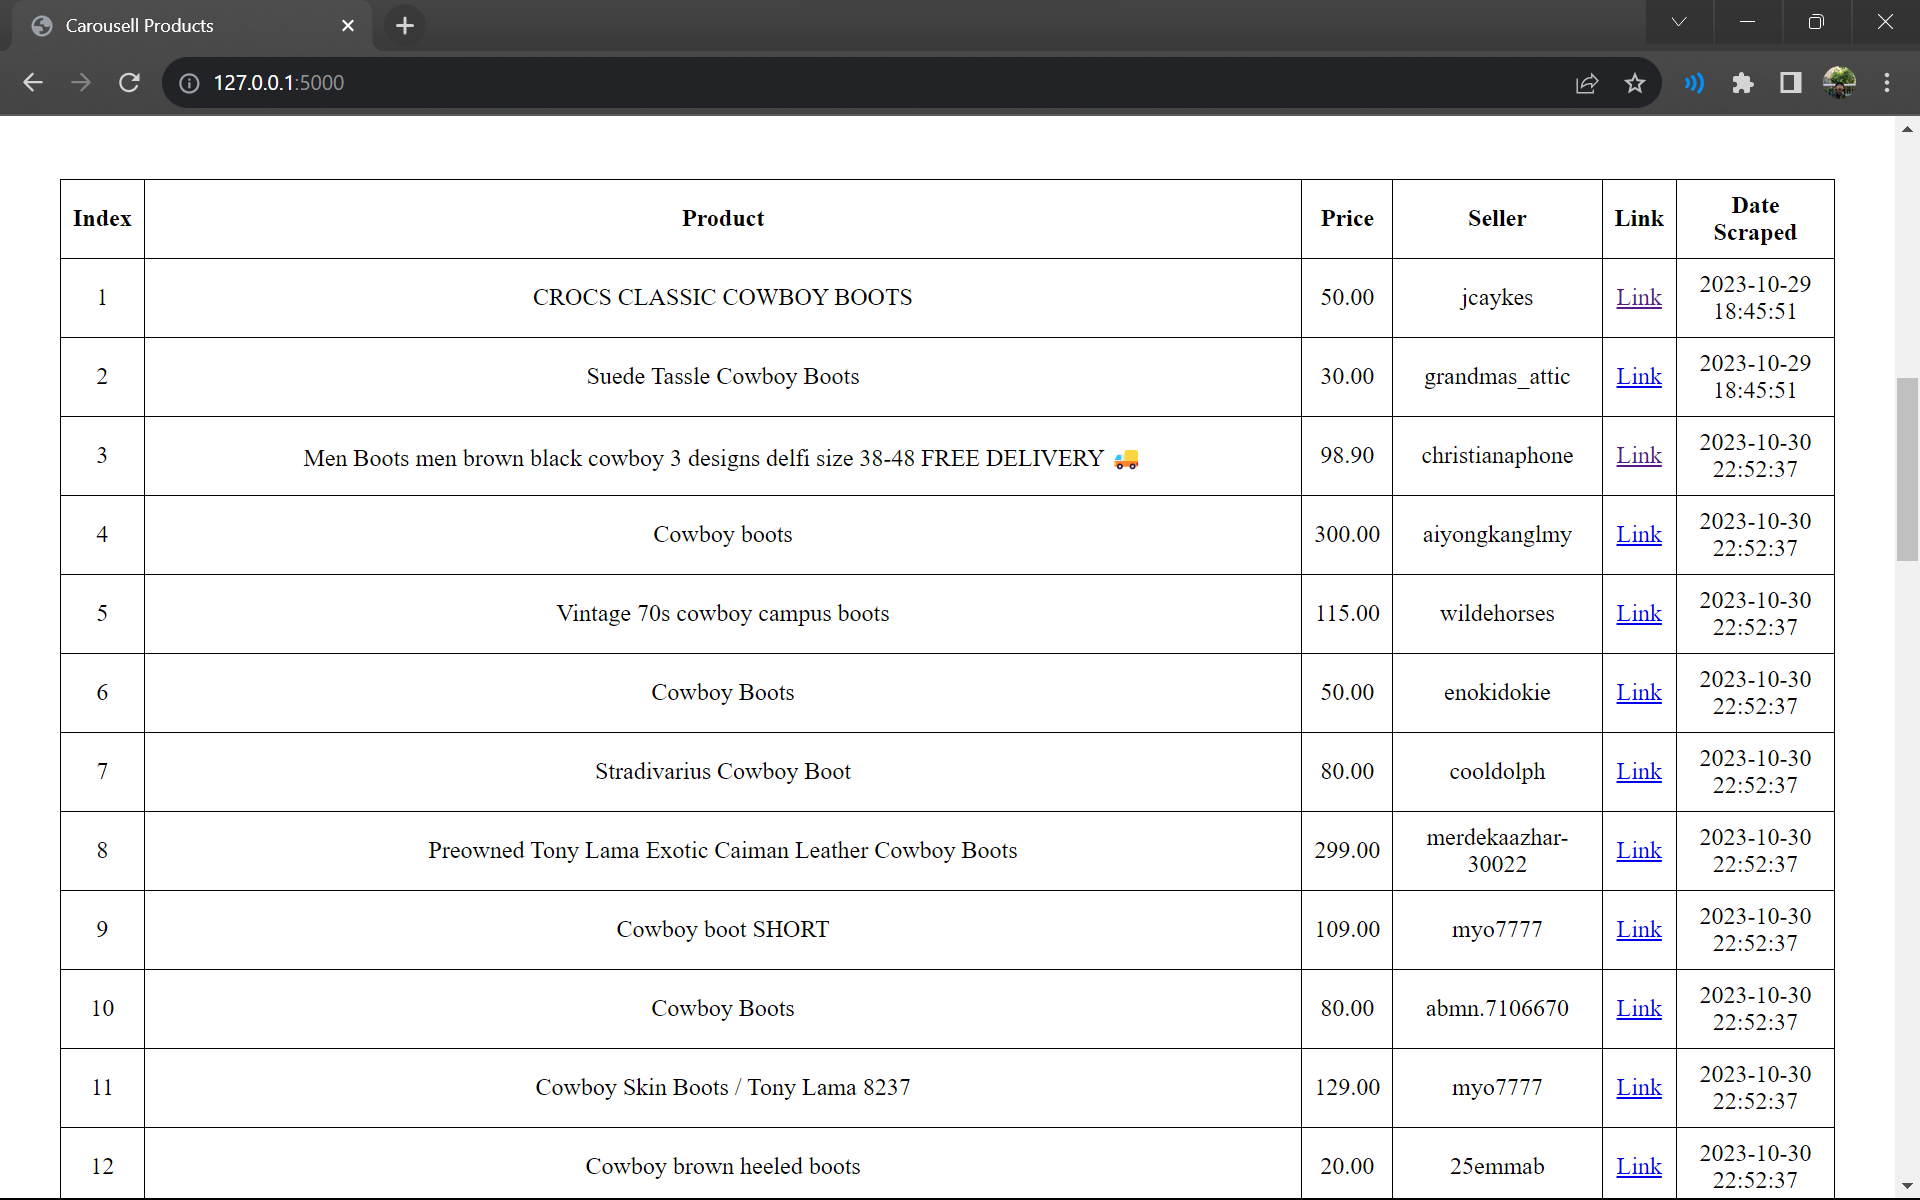 Carousell Products
127.0.0.1:5000
Index Product Price Seller Link Date Scraped
1 CROCS CLASSIC COWBOY BOOTS 50.00 jcaykes Link 2023-10-29 18:45:51
2 Suede Tassle Cowboy Boots 30.00 grandmas_attic Link 2023-10-29 18:45:51
3 Men Boots men brown black cowboy 3 designs delfi size 38-48 FREE DELIVERY 🚚 98.90 christianaphone Link 2023-10-30 22:52:37
4 Cowboy boots 300.00 aiyongkanglmy Link 2023-10-30 22:52:37
5 Vintage 70s cowboy campus boots 115.00 wildehorses Link 2023-10-30 22:52:37
6 Cowboy Boots 50.00 enokidokie Link 2023-10-30 22:52:37
7 Stradivarius Cowboy Boot 80.00 cooldolph Link 2023-10-30 22:52:37
8 Preowned Tony Lama Exotic Caiman Leather Cowboy Boots 299.00 merdekaazhar-30022 Link 2023-10-30 22:52:37
9 Cowboy boot SHORT 109.00 myo7777 Link 2023-10-30 22:52:37
10 Cowboy Boots 80.00 abmn.7106670 Link 2023-10-30 22:52:37
11 Cowboy Skin Boots / Tony Lama 8237 129.00 myo7777 Link 2023-10-30 22:52:37
12 Cowboy brown heeled boots 20.00 25emmab Link 2023-10-30 22:52:37